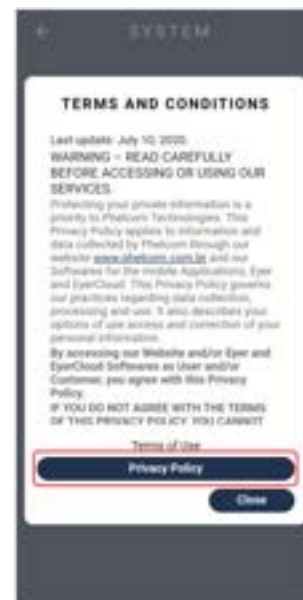 SYSTEM
TERMS AND CONDITIONS
Last update: July 10, 2020.
WARNING – READ CAREFULLY
BEFORE ACCESSING OR USING OUR
SERVICES.
Protecting your private information is a
priority to Phelcom Technologies. This
Privacy Policy applies to information and
data collected by Phelcom through our
website www.phelcom.com.br and our
Softwares for the mobile Applications, Eyer
and EyerCloud. This Privacy Policy governs
our practices regarding data collection,
processing and use. It also describes your
options of use access and correction of your
personal information.
By accessing our Website and/or Eyer and
EyerCloud Softwares as User and/or
Customer, you agree with this Privacy
Policy.
IF YOU DO NOT AGREE WITH THE TERMS
OF THIS PRIVACY POLICY, YOU CANNOT
Terms of Use
Privacy Policy
Close